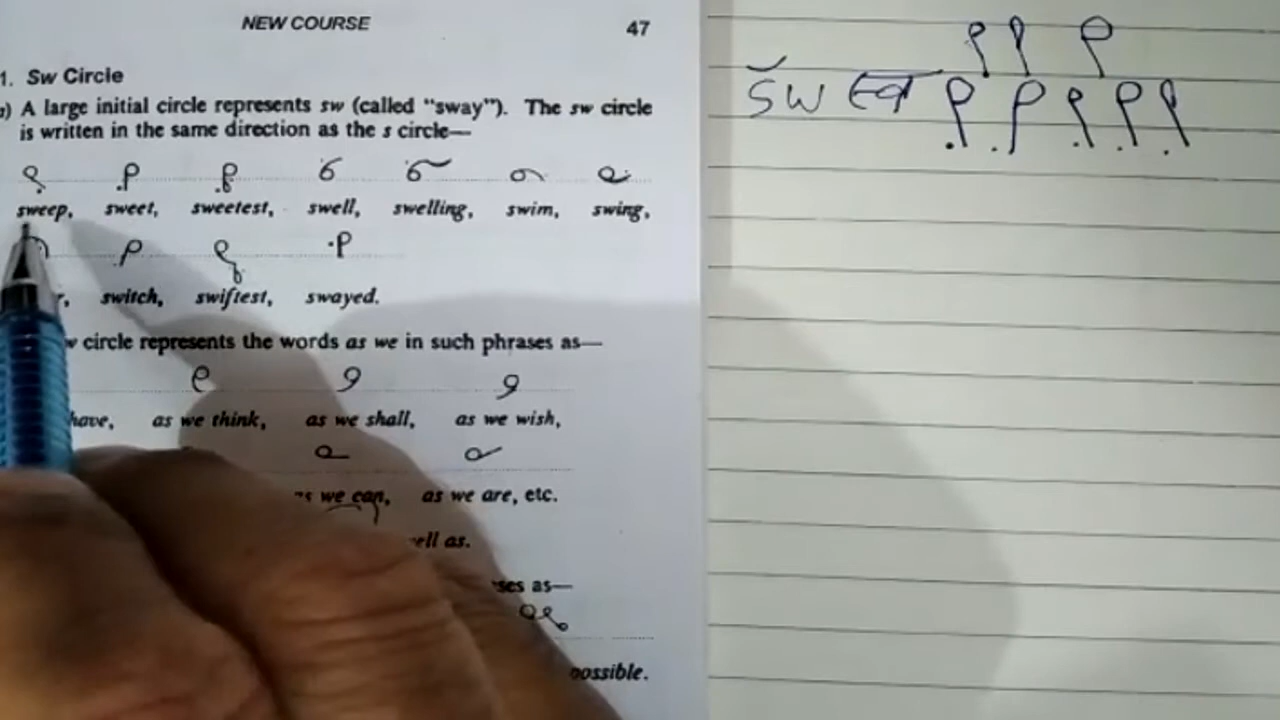 NEW COURSE 47
1. Sw Circle
a) A large initial circle represents sw (called "sway"). The sw circle
is written in the same direction as the s circle—
sweep, sweet, sweetest, swell, swelling, swim, swing,
switch, swiftest, swayed.
circle represents the words as we in such phrases as—
have, as we think, as we shall, as we wish,
we can, as we are, etc.
as.
as—
possible.
SW